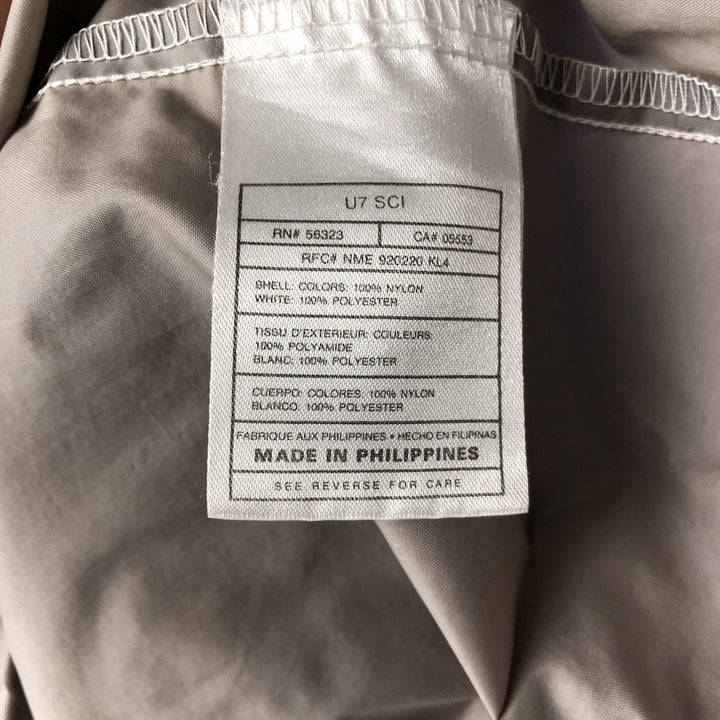 U7 SCI
RN# 56323 CA# 05553
RFC# NME 920220 KL4
SHELL: COLORS: 100% NYLON
WHITE: 100% POLYESTER
TISSU D'EXTERIEUR: COULEURS:
100% POLYAMIDE
BLANC: 100% POLYESTER
CUERPO: COLORES: 100% NYLON
BLANCO: 100% POLYESTER
FABRIQUE AUX PHILIPPINES • HECHO EN FILIPINAS
MADE IN PHILIPPINES
SEE REVERSE FOR CARE